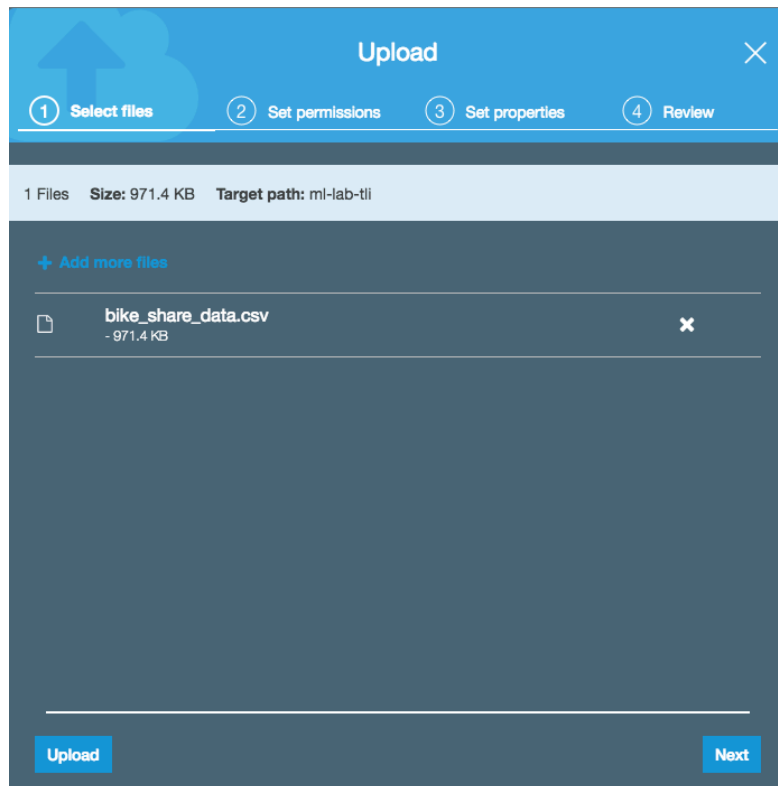 Upload
1 Select files 2 Set permissions 3 Set properties 4 Review
1 Files Size: 971.4 KB Target path: ml-lab-tli
+ Add more files
bike_share_data.csv
- 971.4 KB
Upload Next